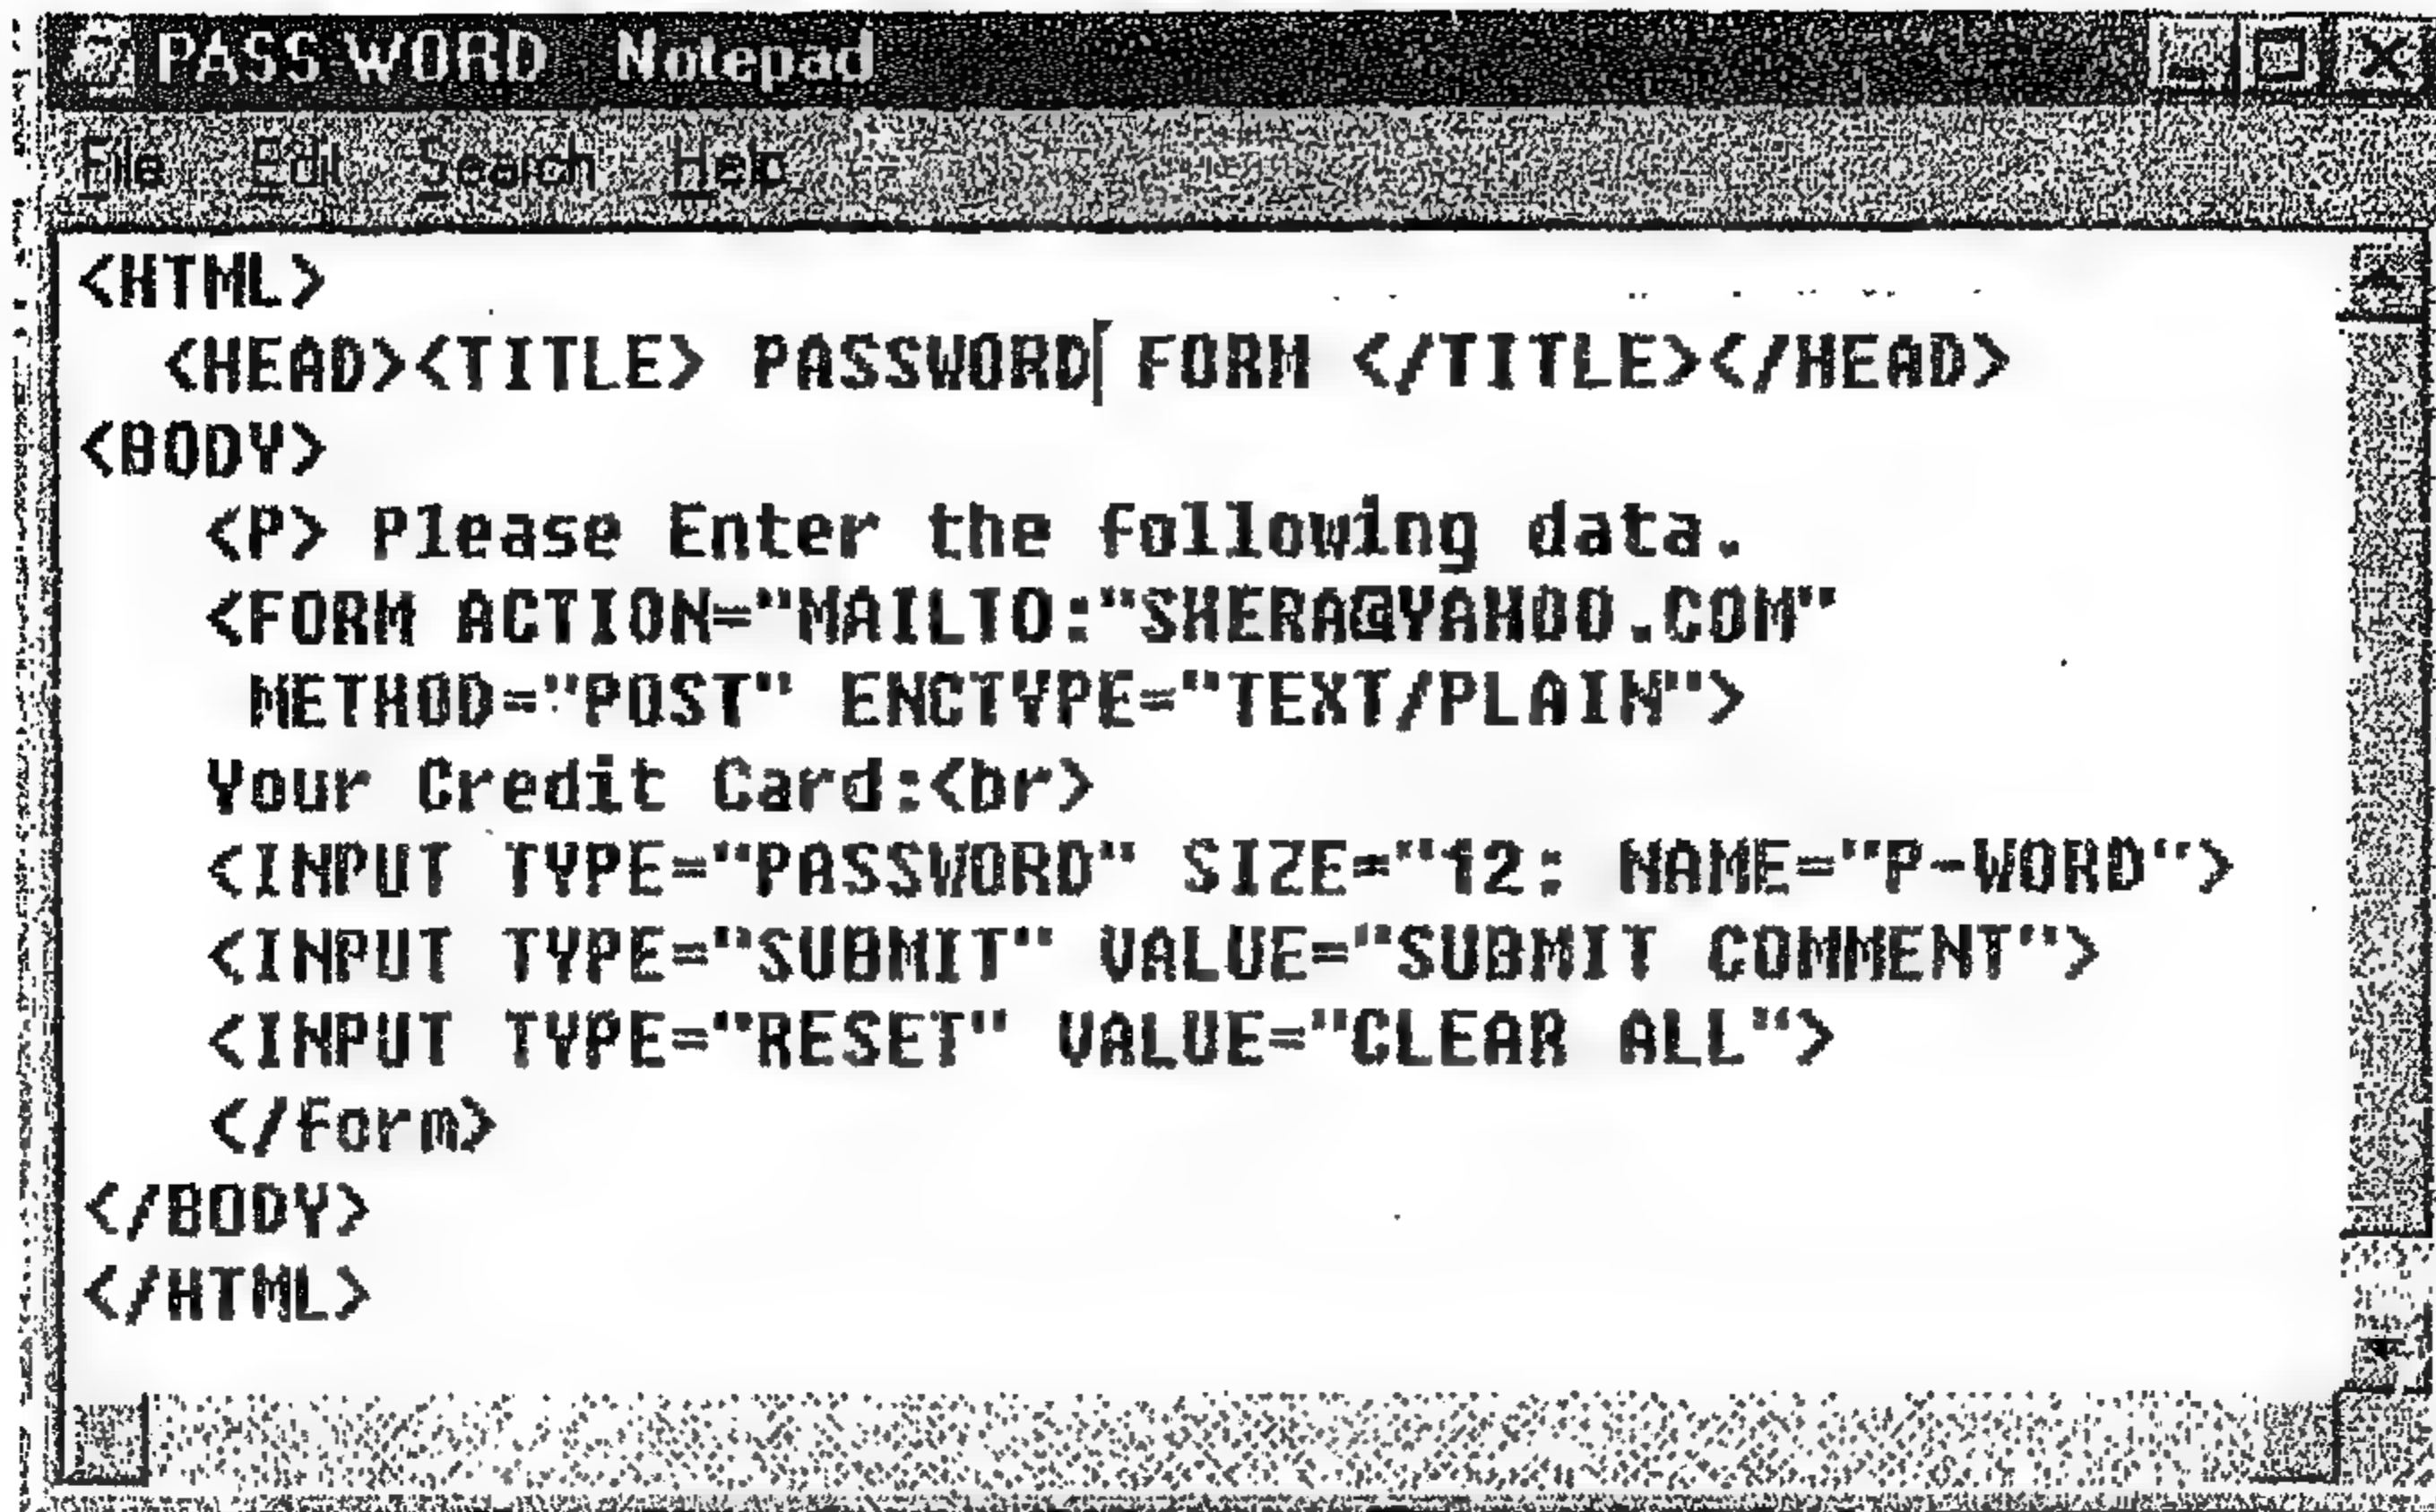 PASS WORD Notepad
File Edit Search Help
<HTML>
<HEAD><TITLE> PASSWORD FORM </TITLE></HEAD>
<BODY>
<P> Please Enter the following data.
<FORM ACTION="MAILTO:"SHERA@YAHOO.COM"
METHOD="POST" ENCTYPE="TEXT/PLAIN">
Your Credit Card:<br>
<INPUT TYPE="PASSWORD" SIZE="12: NAME="P-WORD">
<INPUT TYPE="SUBMIT" VALUE="SUBMIT COMMENT">
<INPUT TYPE="RESET" VALUE="CLEAR ALL">
</form>
</BODY>
</HTML>